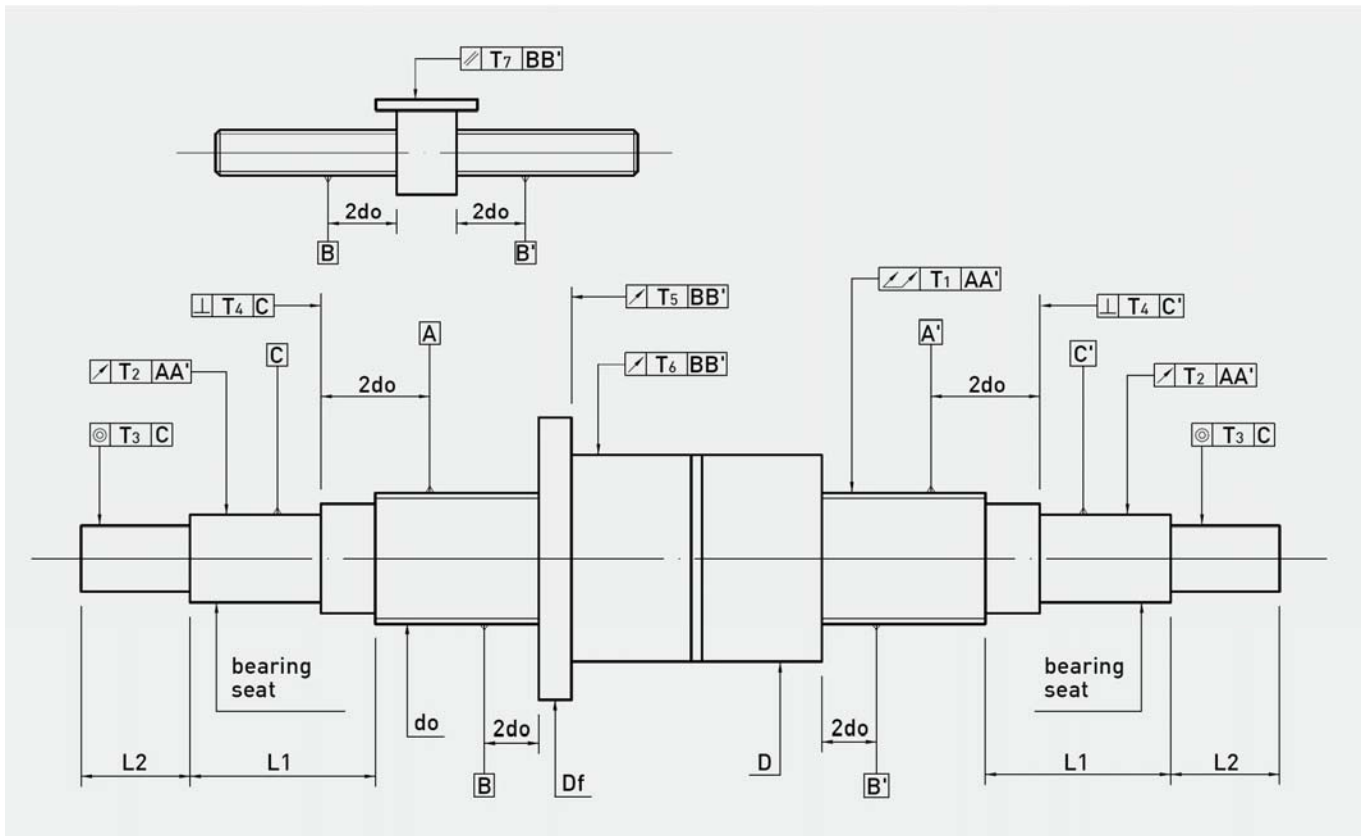 ⫽ T7 BB'
2do 2do
B B'
⊥ T4 C
↗ T5 BB'
⌰ T1 AA'
⊥ T4 C'
A
A'
C
C'
↗ T2 AA'
↗ T6 BB'
↗ T2 AA'
2do
2do
◎ T3 C
◎ T3 C
bearing
seat
bearing
seat
do
2do
2do
L2
L1
B
Df
D
B'
L1
L2